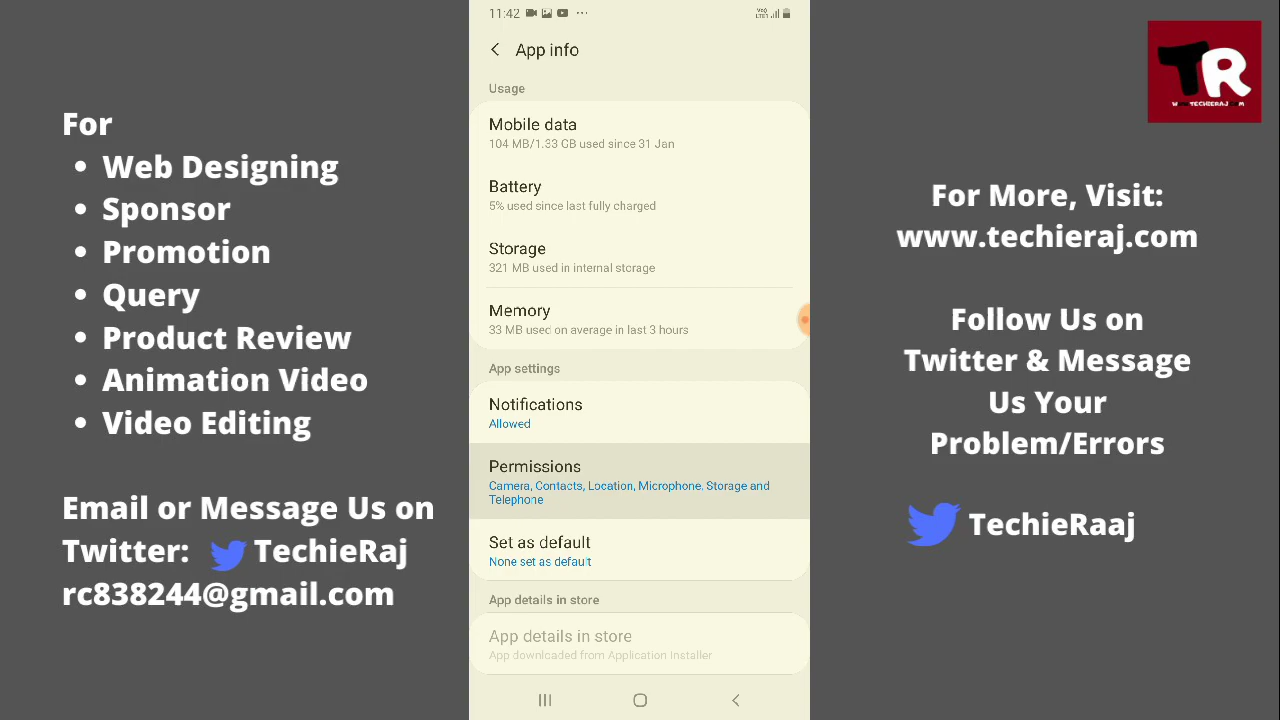 For
• Web Designing
• Sponsor
• Promotion
• Query
• Product Review
• Animation Video
• Video Editing
Email or Message Us on
Twitter: TechieRaj
rc838244@gmail.com
11:42
App info
Usage
Mobile data
104 MB/1.33 GB used since 31 Jan
Battery
5% used since last fully charged
Storage
321 MB used in internal storage
Memory
33 MB used on average in last 3 hours
App settings
Notifications
Allowed
Permissions
Camera, Contacts, Location, Microphone, Storage and
Telephone
Set as default
None set as default
App details in store
App details in store
App downloaded from Application Installer
TR
WWW.TECHIERAJ.COM
For More, Visit:
www.techieraj.com
Follow Us on
Twitter & Message
Us Your
Problem/Errors
TechieRaaj